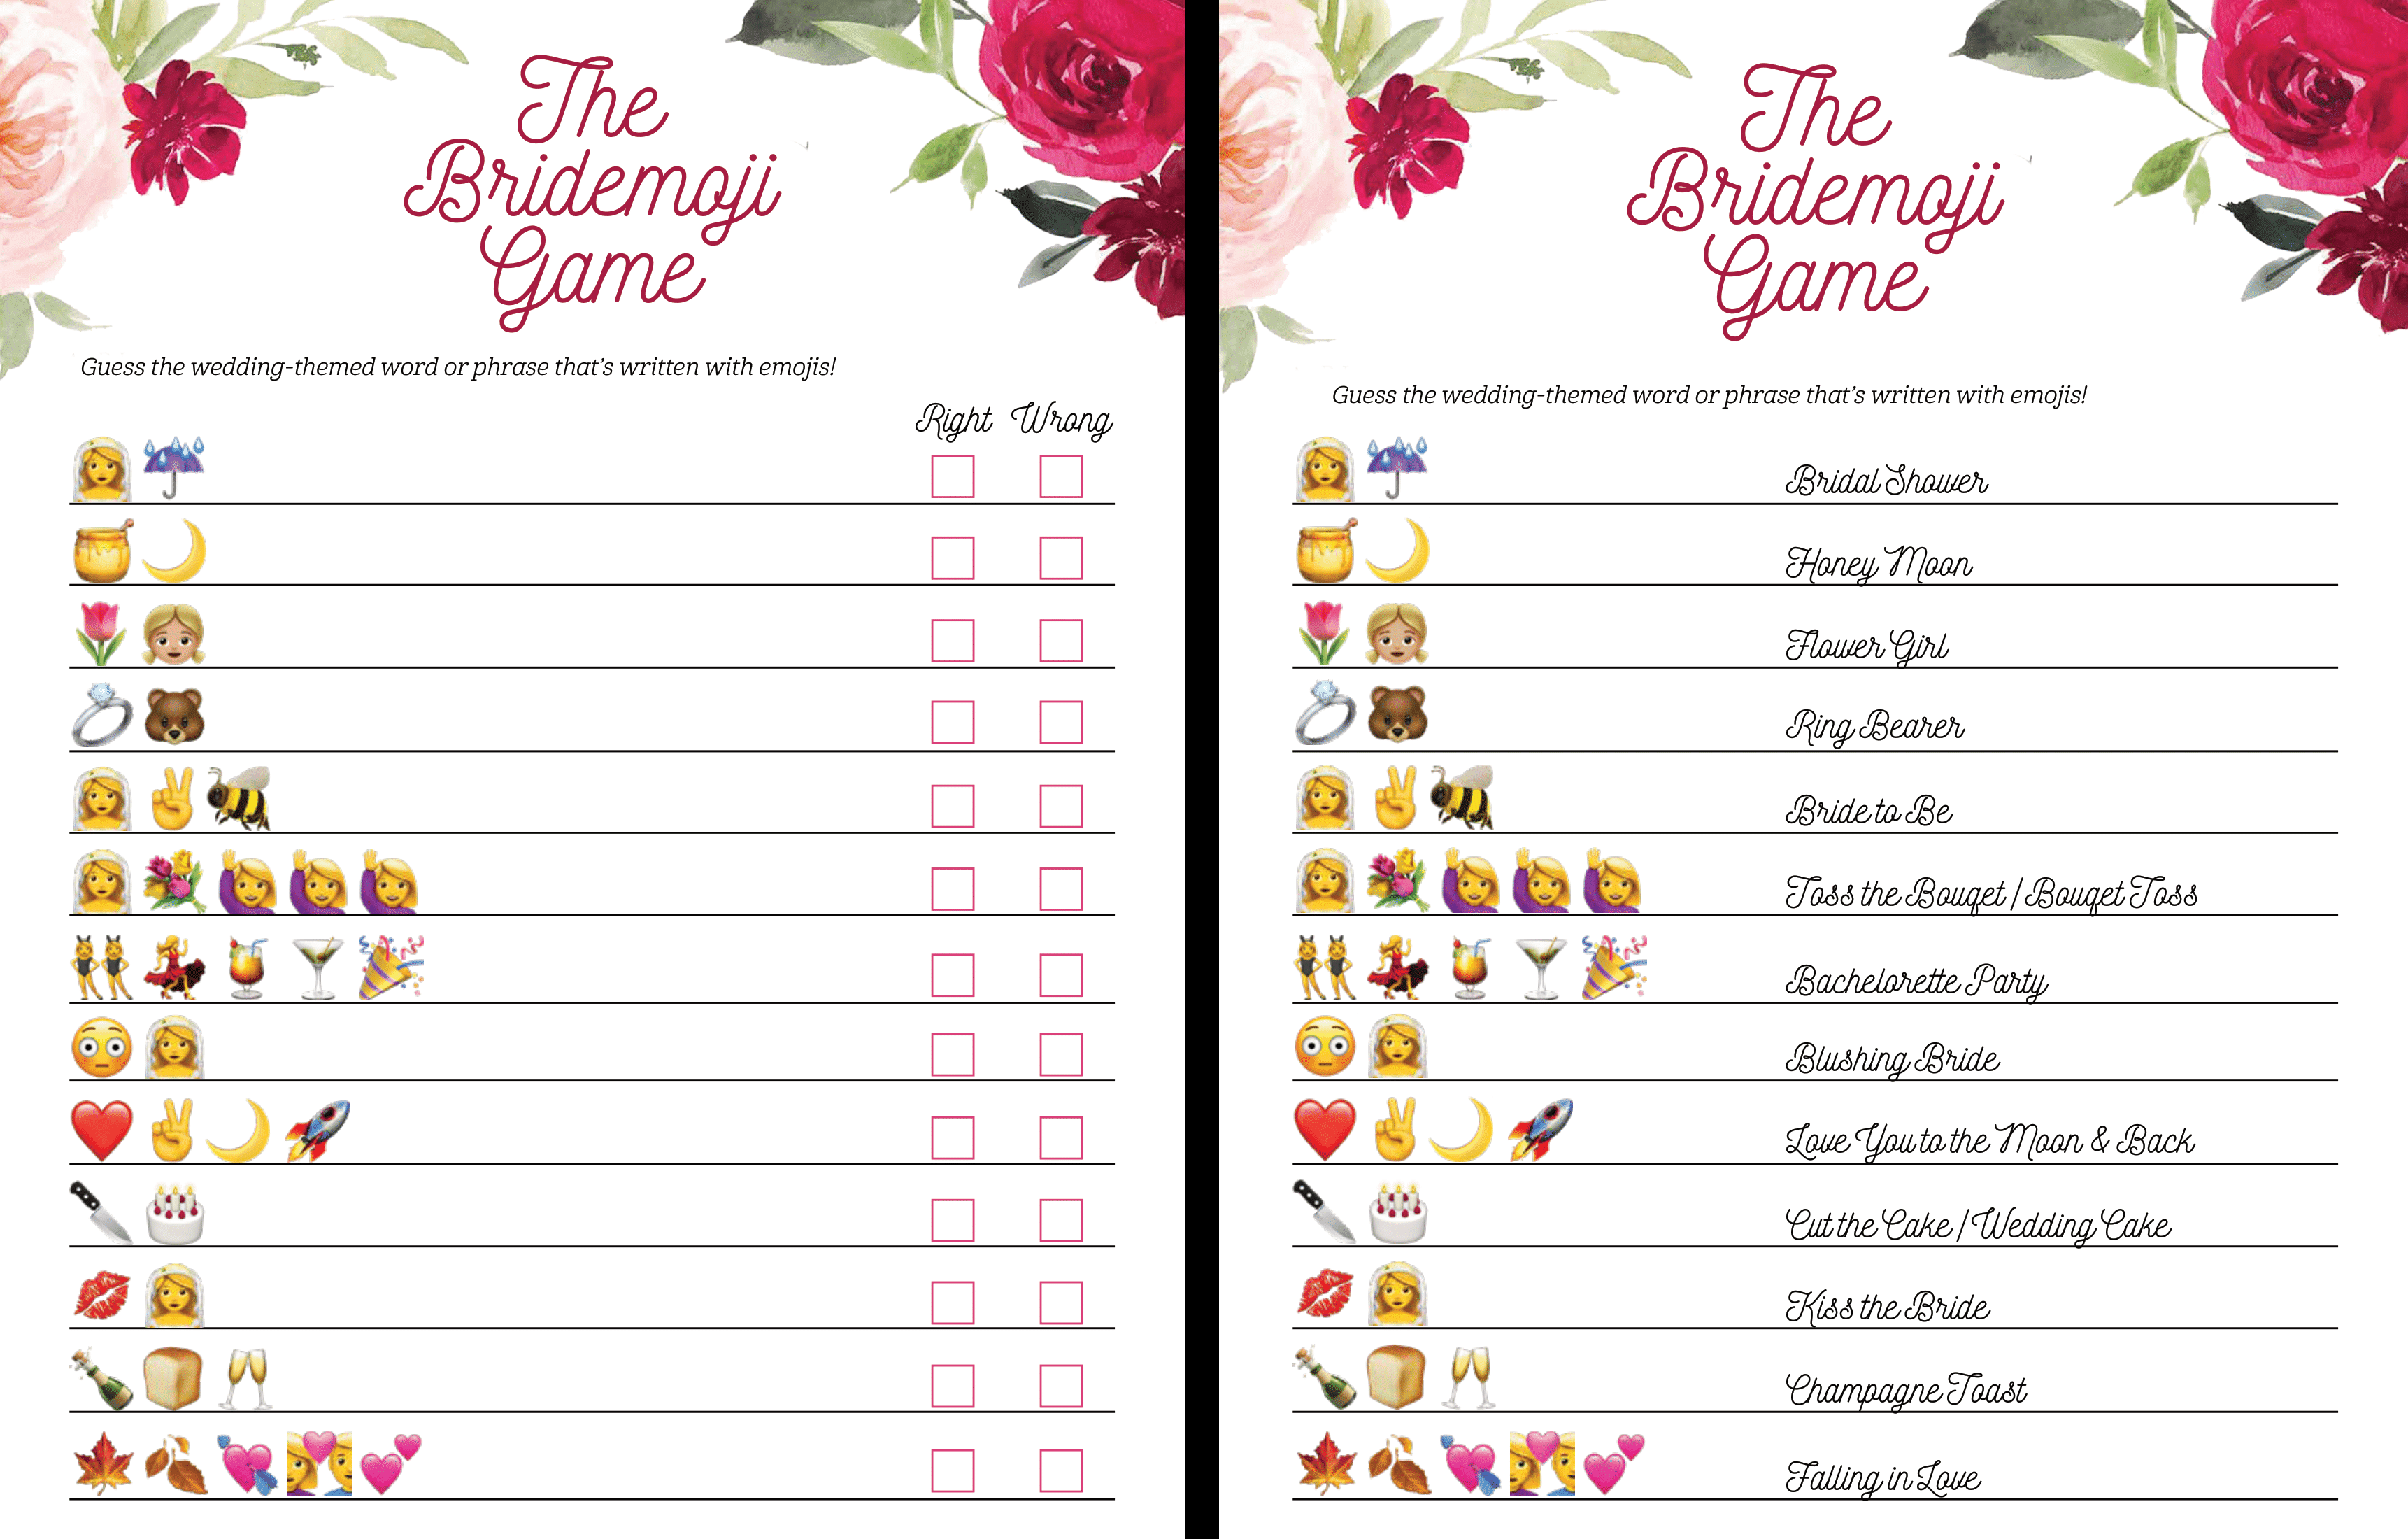 The
Bridemoji
Game
Guess the wedding-themed word or phrase that's written with emojis!
Right Wrong
The
Bridemoji
Game
Guess the wedding-themed word or phrase that's written with emojis!
Bridal Shower
Honey Moon
Flower Girl
Ring Bearer
Bride to Be
Toss the Bouqet / Bouqet Toss
Bachelorette Party
Blushing Bride
Love You to the Moon & Back
Cut the Cake / Wedding Cake
Kiss the Bride
Champagne Toast
Falling in Love